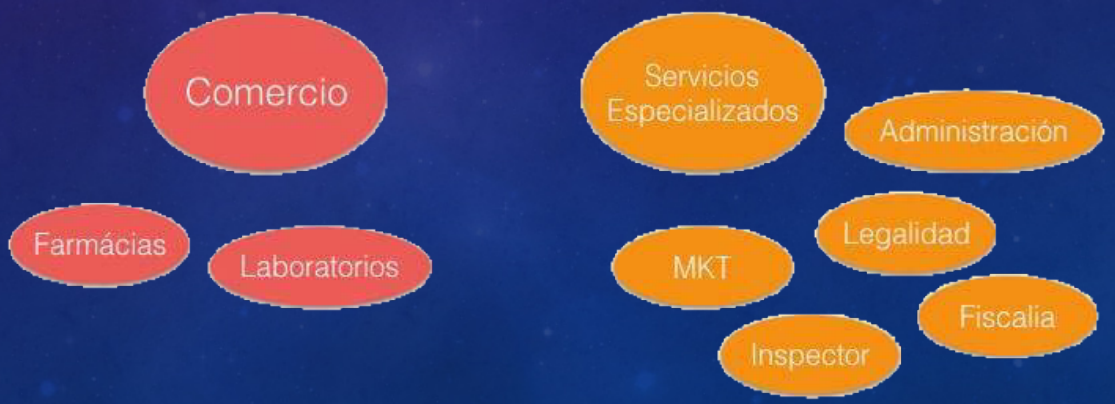 Comercio
Farmácias
Laboratorios
Servicios
Especializados
Administración
Legalidad
MKT
Fiscalia
Inspector